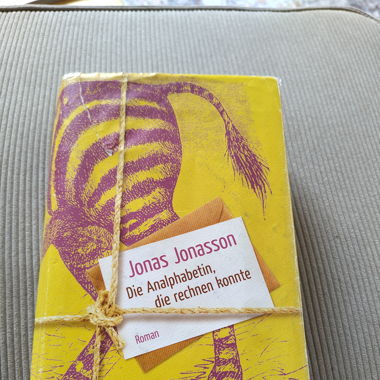 Jonas Jonasson
Die Analphabetin,
die rechnen konnte
Roman